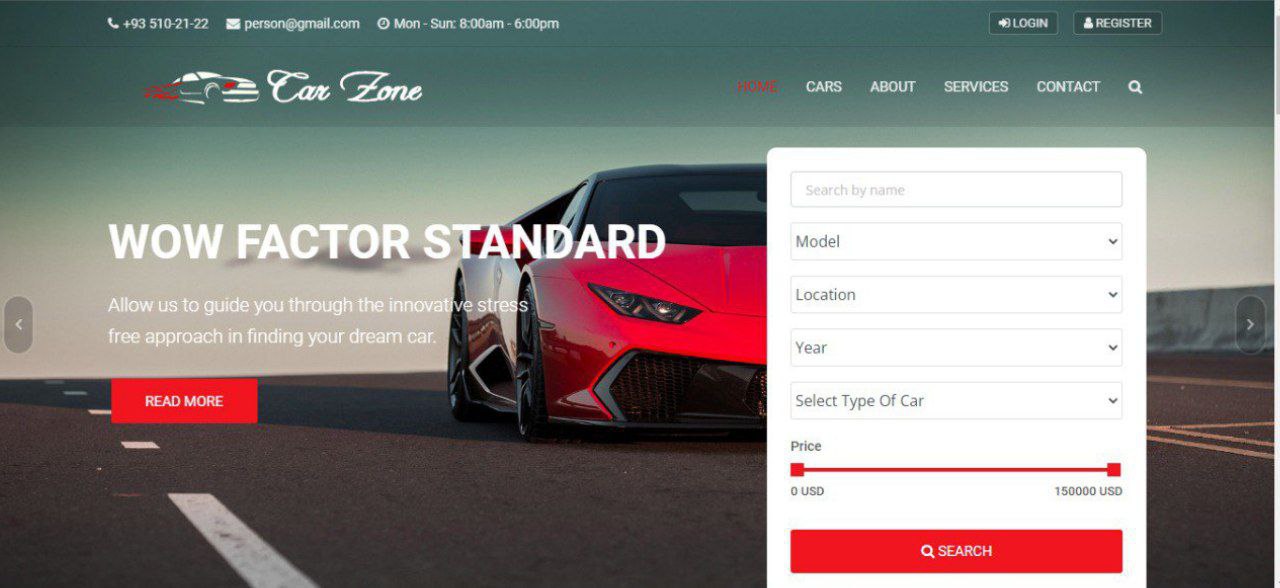 +93 510-21-22 person@gmail.com Mon - Sun: 8:00am - 6:00pm LOGIN REGISTER
Car Zone HOME CARS ABOUT SERVICES CONTACT
WOW FACTOR STANDARD
Allow us to guide you through the innovative stress
free approach in finding your dream car.
READ MORE
Search by name
Model
Location
Year
Select Type Of Car
Price
0 USD 150000 USD
SEARCH